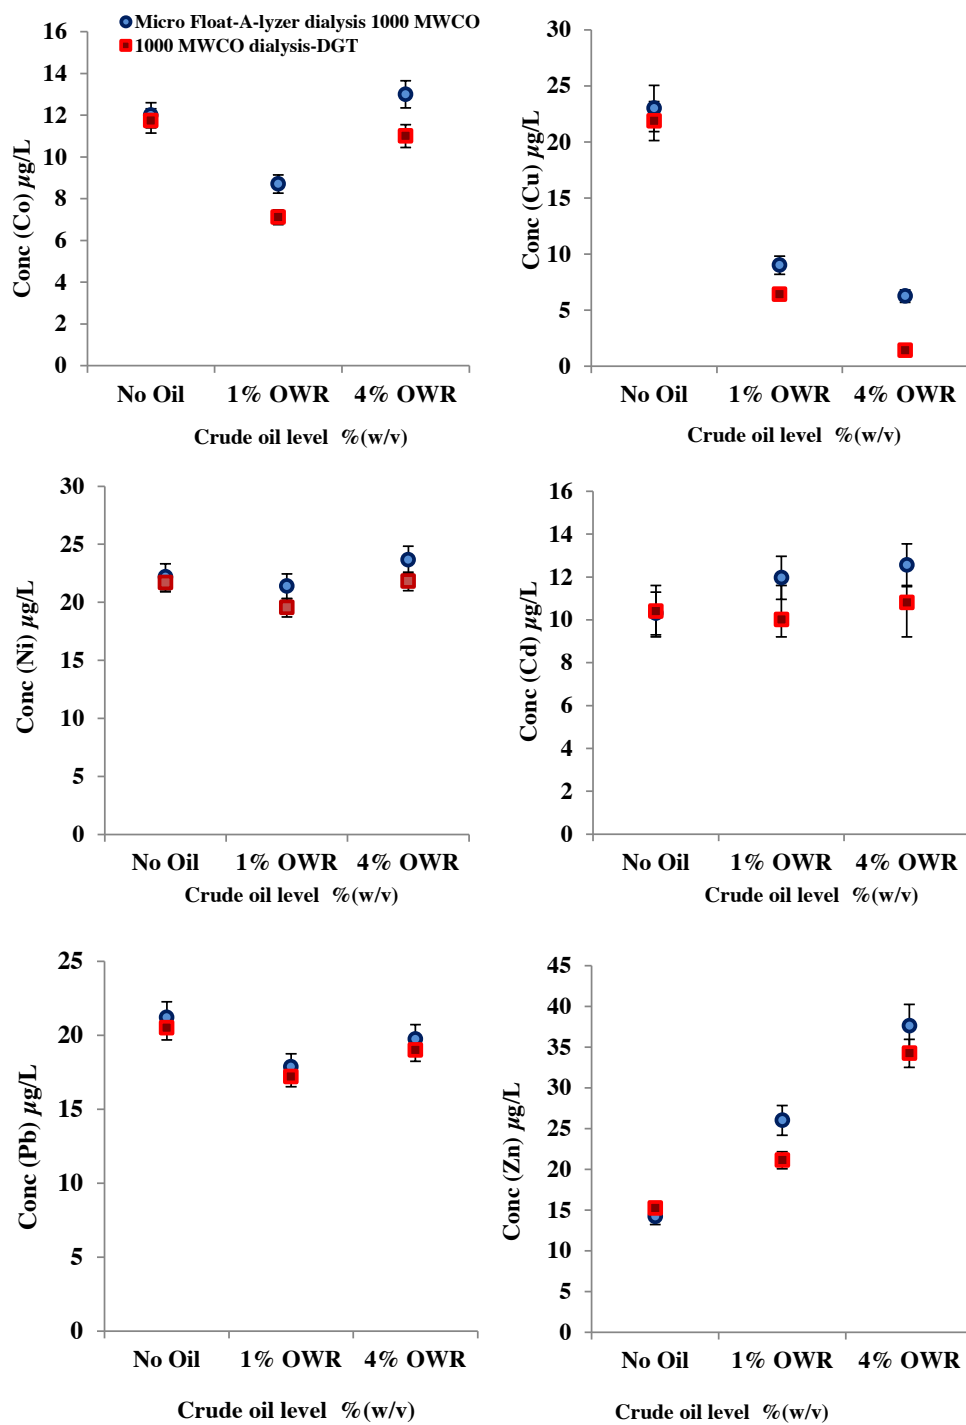 Micro Float-A-lyzer dialysis 1000 MWCO
1000 MWCO dialysis-DGT
Conc (Co) µg/L
16
14
12
10
8
6
4
2
0
No Oil 1% OWR 4% OWR
Crude oil level %(w/v)
Conc (Cu) µg/L
30
25
20
15
10
5
0
No Oil 1% OWR 4% OWR
Crude oil level %(w/v)
Conc (Ni) µg/L
30
25
20
15
10
5
0
No Oil 1% OWR 4% OWR
Crude oil level %(w/v)
Conc (Cd) µg/L
16
14
12
10
8
6
4
2
0
No Oil 1% OWR 4% OWR
Crude oil level %(w/v)
Conc (Pb) µg/L
25
20
15
10
5
0
No Oil 1% OWR 4% OWR
Crude oil level %(w/v)
Conc (Zn) µg/L
45
40
35
30
25
20
15
10
5
0
No Oil 1% OWR 4% OWR
Crude oil level %(w/v)